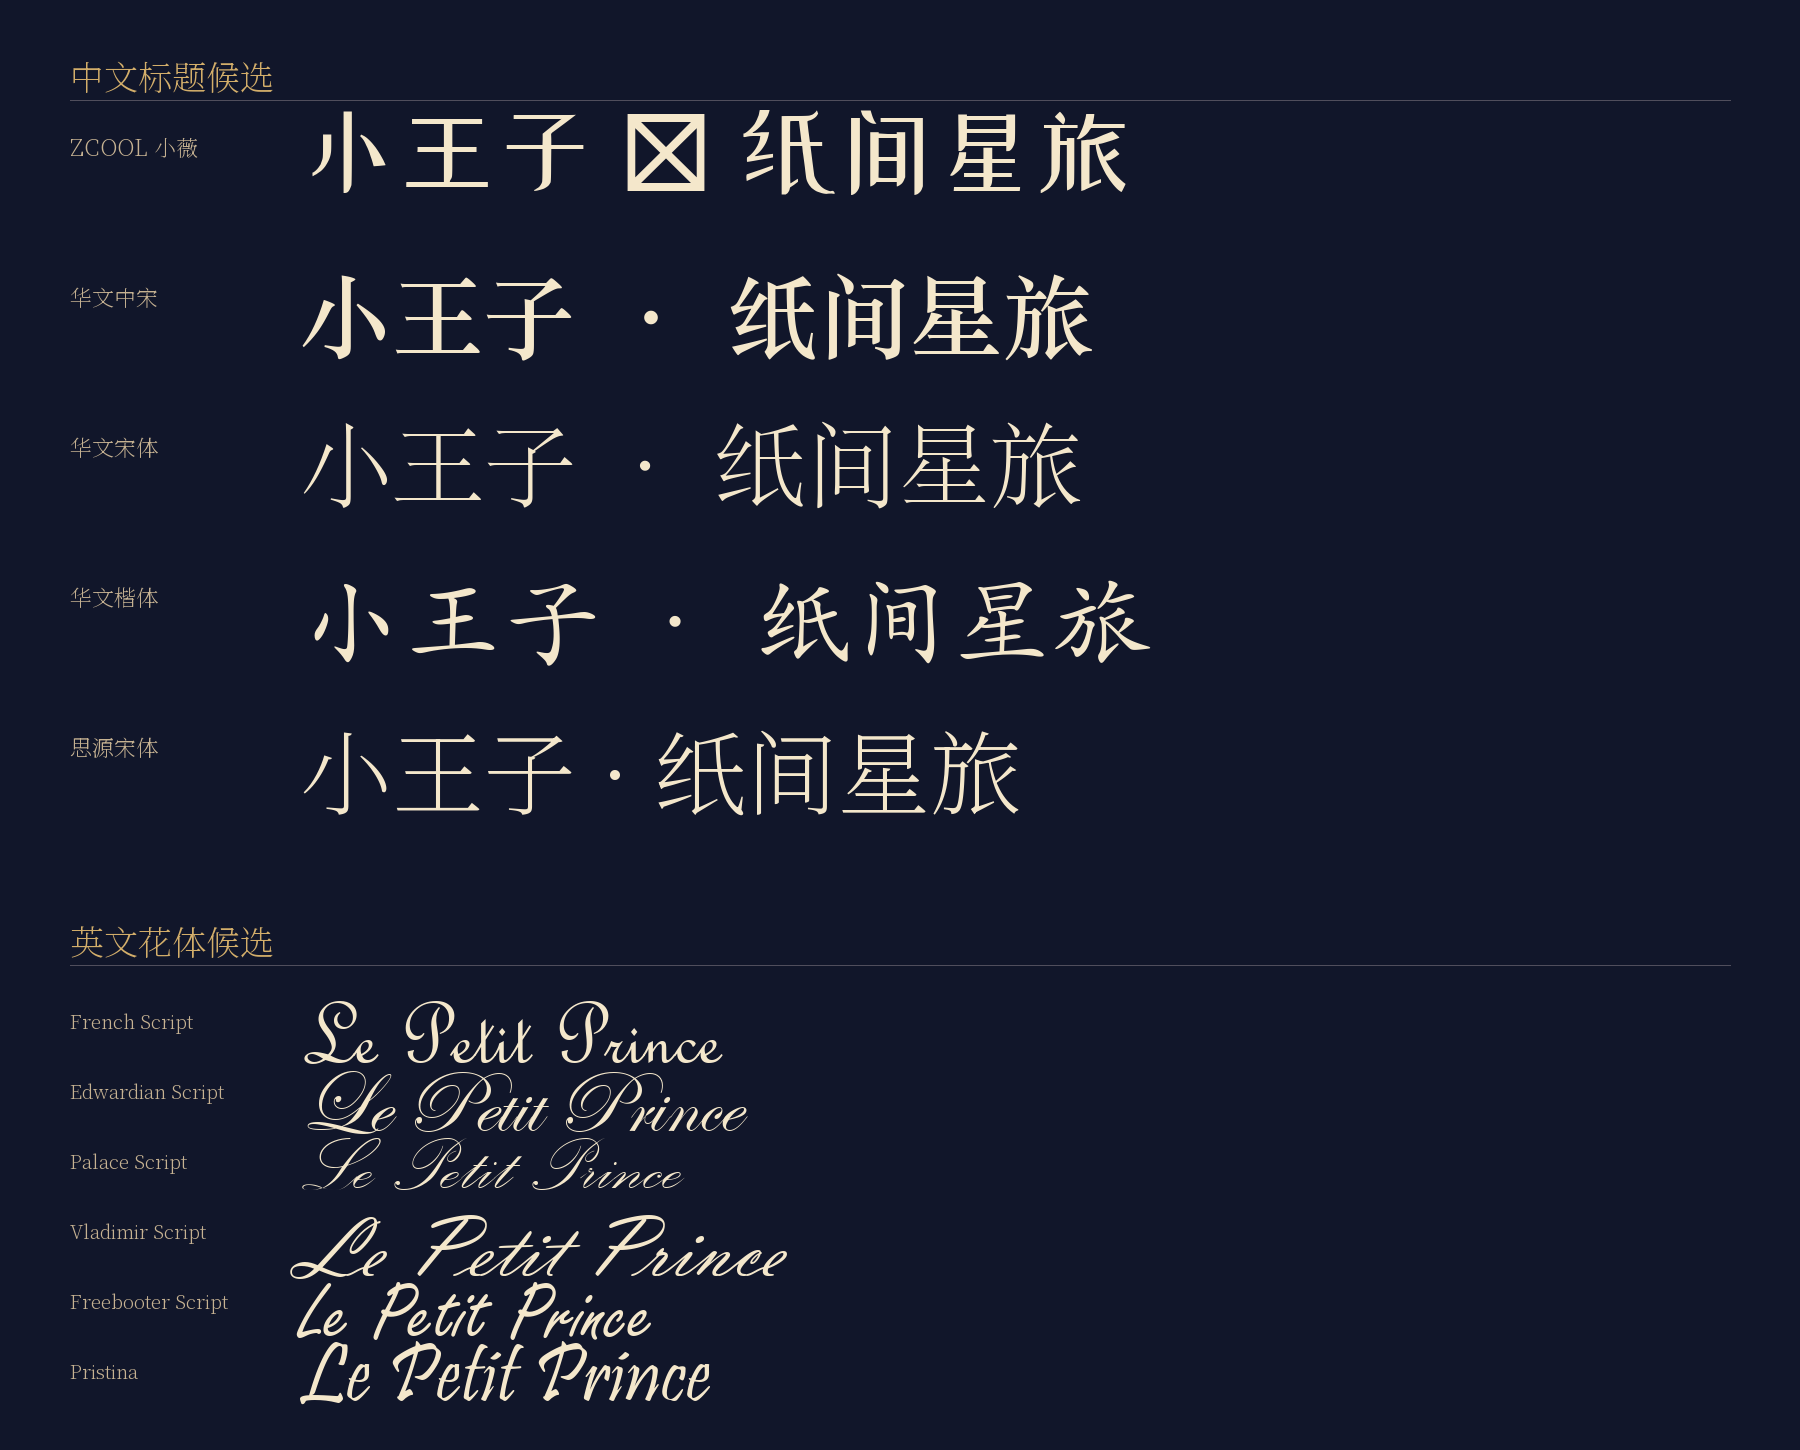 中文标题候选
ZCOOL 小薇 小王子 ☒ 纸间星旅
华文中宋 小王子 · 纸间星旅
华文宋体 小王子 · 纸间星旅
华文楷体 小王子 · 纸间星旅
思源宋体 小王子 · 纸间星旅
英文花体候选
French Script Le Petit Prince
Edwardian Script Le Petit Prince
Palace Script Le Petit Prince
Vladimir Script Le Petit Prince
Freebooter Script Le Petit Prince
Pristina Le Petit Prince